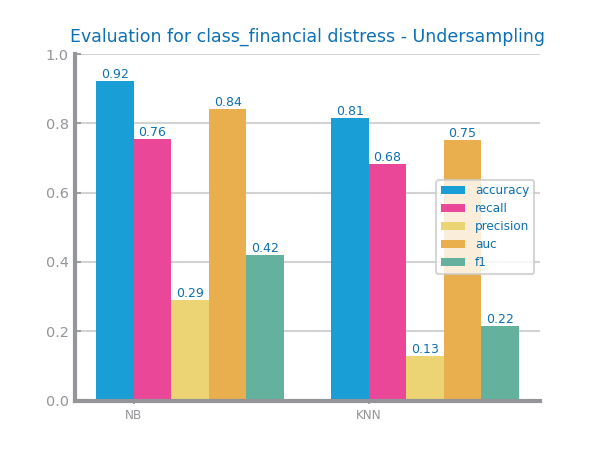 Evaluation for class_financial distress - Undersampling
1.0
0.8
0.6
0.4
0.2
0.0
0.92
0.76
0.29
0.84
0.42
0.81
0.68
0.13
0.75
0.22
accuracy
recall
precision
auc
f1
NB
KNN